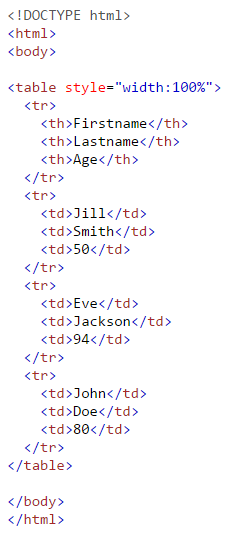 <!DOCTYPE html>
<html>
<body>
<table style="width:100%">
<tr>
<th>Firstname</th>
<th>Lastname</th>
<th>Age</th>
</tr>
<tr>
<td>Jill</td>
<td>Smith</td>
<td>50</td>
</tr>
<tr>
<td>Eve</td>
<td>Jackson</td>
<td>94</td>
</tr>
<tr>
<td>John</td>
<td>Doe</td>
<td>80</td>
</tr>
</table>
</body>
</html>